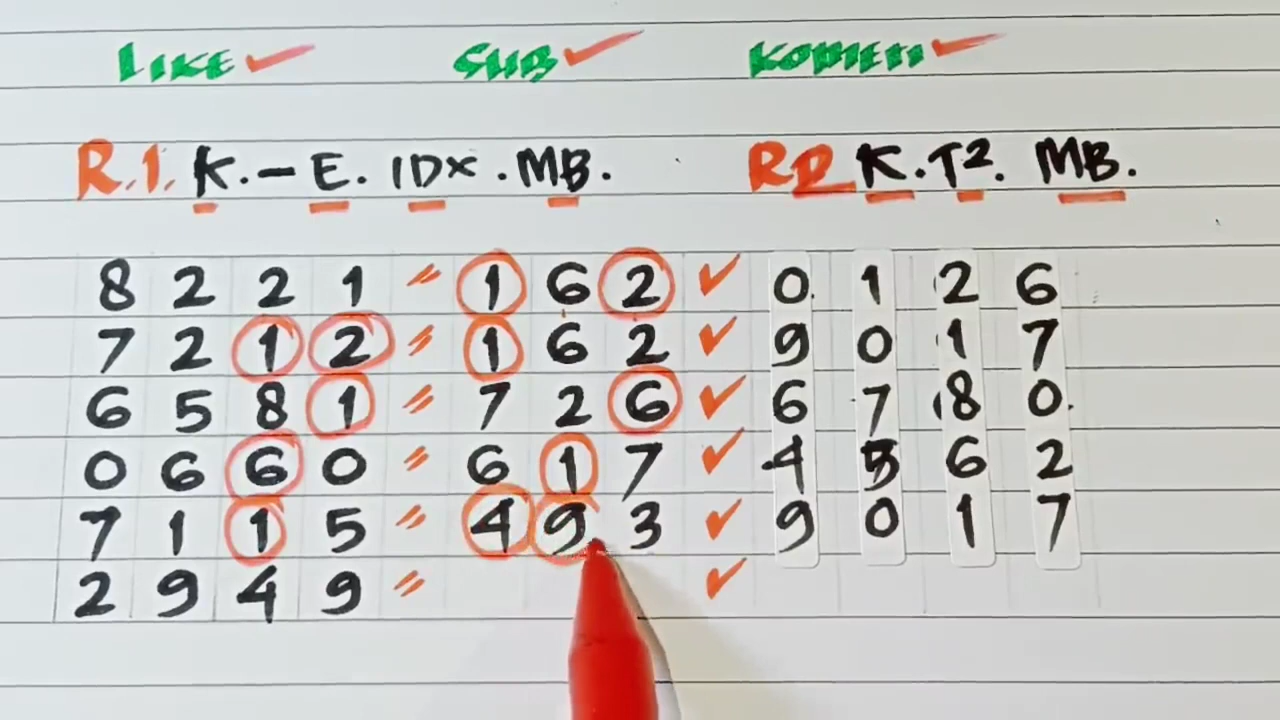 LIKE ✓ SUB ✓ KOMEN ✓
R.1. K.-E. IDX. MB. R2 K. T2. MB.
8 2 2 1 = 1 6 2 ✓ 0. 1 2 6
7 2 1 2 = 1 6 2 ✓ 9 0 1 7
6 5 8 1 = 7 2 6 ✓ 6 7 8 0.
0 6 6 0 = 6 1 7 ✓ 4 5 6 2
7 1 1 5 = 4 9 3 ✓ 9 0 1 7
2 9 4 9 = ✓